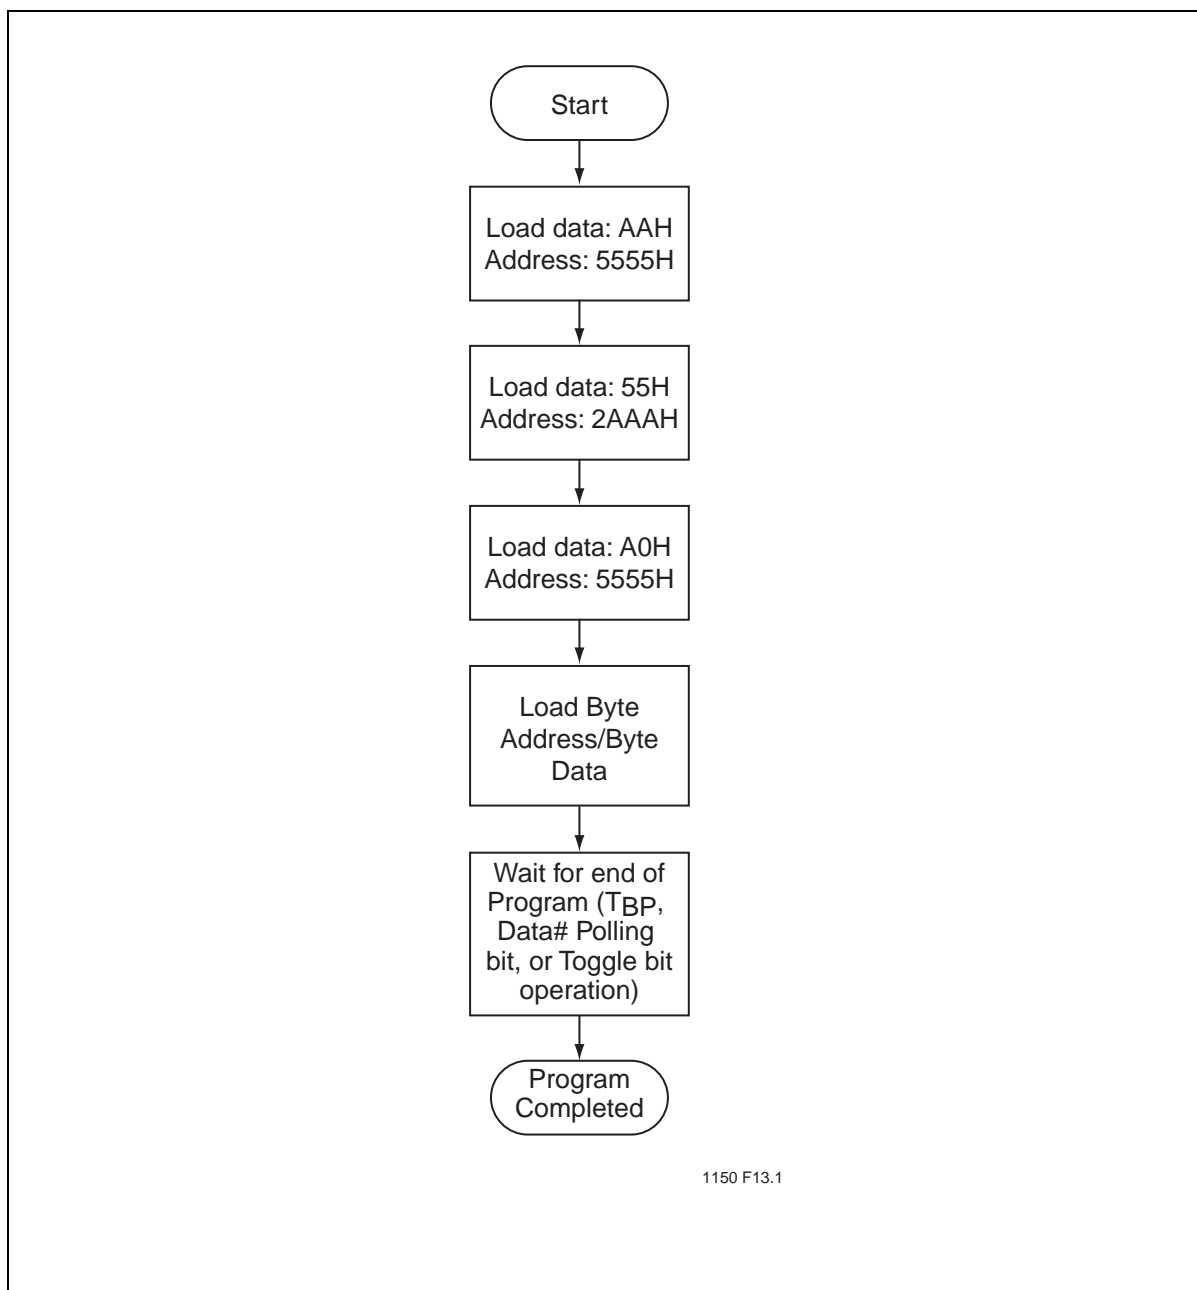 Start
Load data: AAH
Address: 5555H
Load data: 55H
Address: 2AAAH
Load data: A0H
Address: 5555H
Load Byte
Address/Byte
Data
Wait for end of
Program (TBP,
Data# Polling
bit, or Toggle bit
operation)
Program
Completed
1150 F13.1